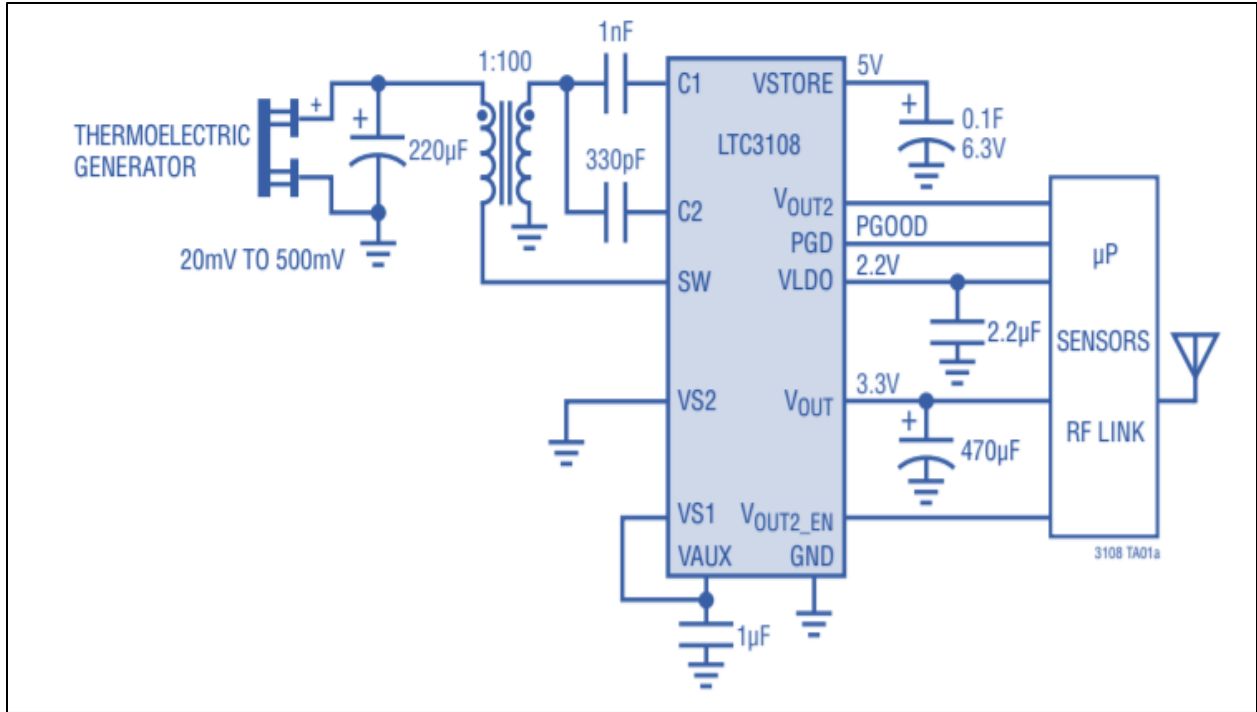 1nF
1:100
C1
VSTORE
5V
+
+
+
THERMOELECTRIC
GENERATOR
220µF
LTC3108
0.1F
6.3V
330pF
C2
VOUT2
PGD
PGOOD
µP
20mV TO 500mV
SW
VLDO
2.2V
2.2µF
SENSORS
VS2
VOUT
3.3V
+
470µF
RF LINK
VS1
VOUT2_EN
VAUX
GND
3108 TA01a
1µF